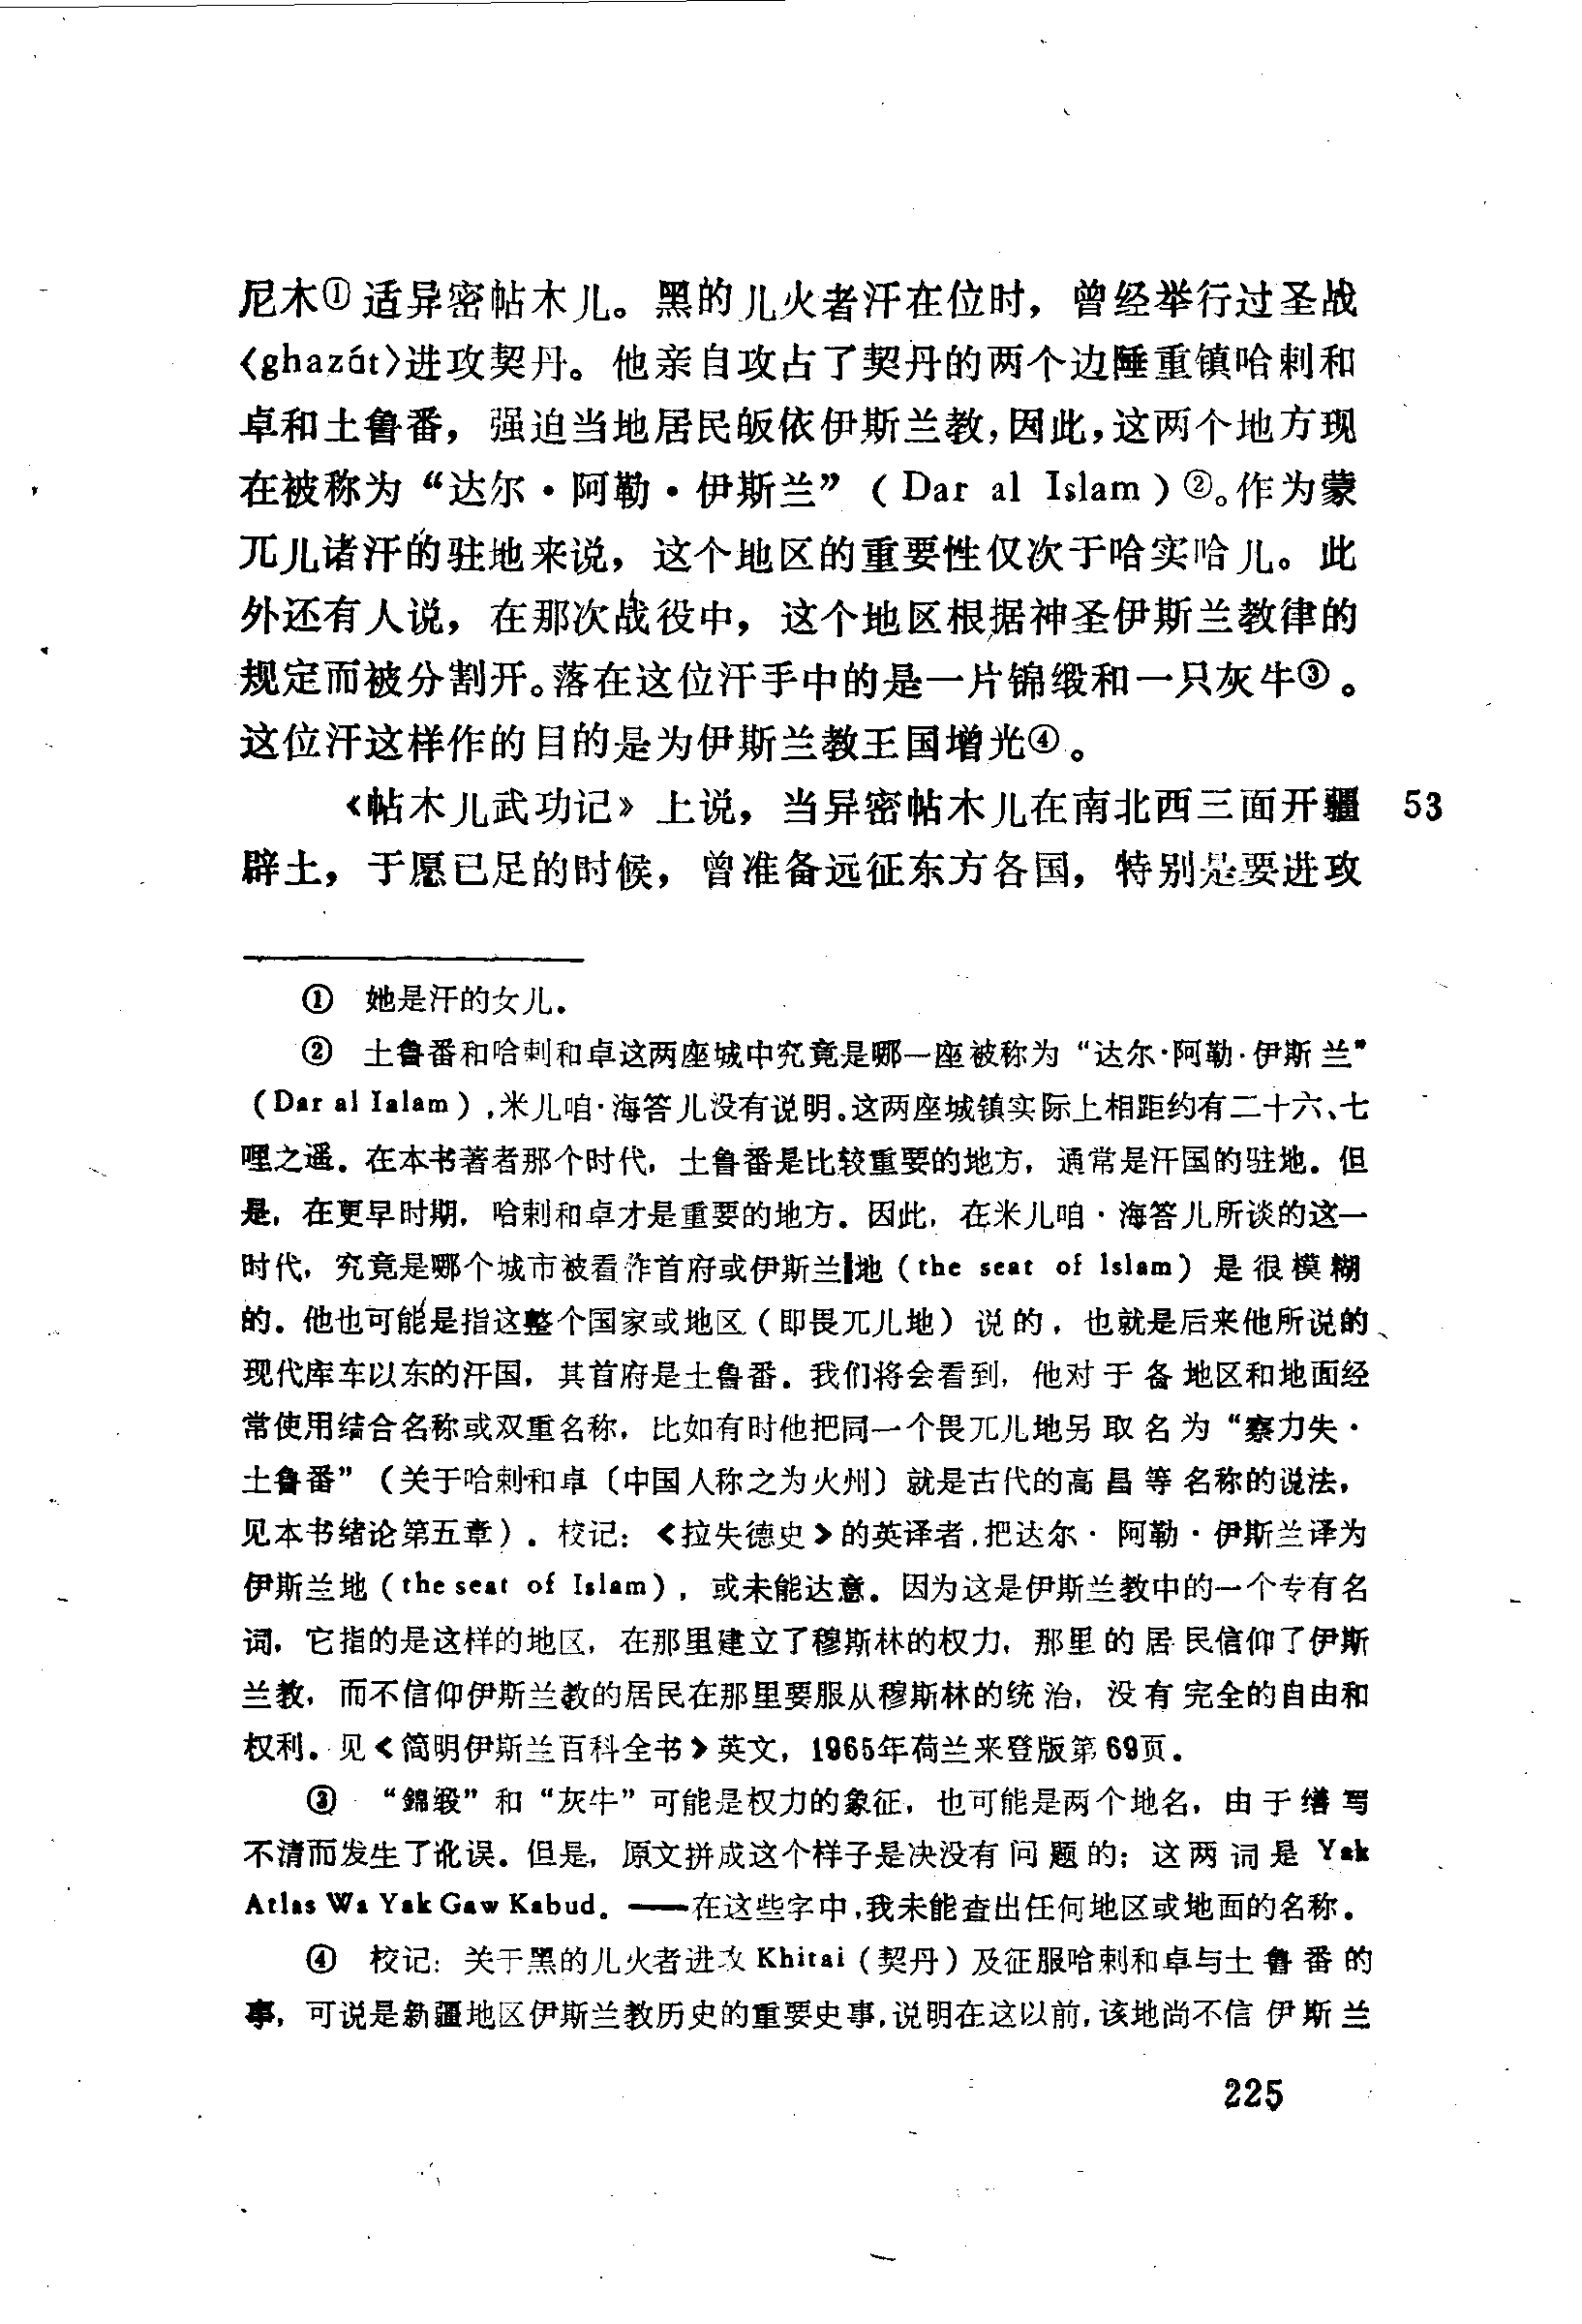 尼木①适异密帖木儿。黑的儿火者汗在位时，曾经举行过圣战
〈ghazát〉进攻契丹。他亲自攻占了契丹的两个边陲重镇哈剌和
卓和土鲁番，强迫当地居民皈依伊斯兰教，因此，这两个地方现
在被称为“达尔·阿勒·伊斯兰”（Dar al Islam）②。作为蒙
兀儿诸汗的驻地来说，这个地区的重要性仅次于哈实哈儿。此
外还有人说，在那次战役中，这个地区根据神圣伊斯兰教律的
规定而被分割开。落在这位汗手中的是一片锦缎和一只灰牛③。
这位汗这样作的目的是为伊斯兰教王国增光④。
《帖木儿武功记》上说，当异密帖木儿在南北西三面开疆 53
辟土，于愿已足的时候，曾准备远征东方各国，特别是要进攻
① 她是汗的女儿。
② 土鲁番和哈剌和卓这两座城中究竟是哪一座被称为“达尔·阿勒·伊斯兰”
（Dar al Islam），米儿咱·海答儿没有说明。这两座城镇实际上相距约有二十六、七
哩之遥。在本书著者那个时代，土鲁番是比较重要的地方，通常是汗国的驻地。但
是，在更早时期，哈剌和卓才是重要的地方。因此，在米儿咱·海答儿所谈的这一
时代，究竟是哪个城市被看作首府或伊斯兰地（the seat of Islam）是很模糊
的。他也可能是指这整个国家或地区（即畏兀儿地）说的，也就是后来他所说的
现代库车以东的汗国，其首府是土鲁番。我们将会看到，他对于各地区和地面经
常使用结合名称或双重名称，比如有时他把同一个畏兀儿地另取名为“察力失·
土鲁番”（关于哈剌和卓〔中国人称之为火州〕就是古代的高昌等名称的说法，
见本书绪论第五章）。校记：《拉失德史》的英译者，把达尔·阿勒·伊斯兰译为
伊斯兰地（the seat of Islam），或未能达意。因为这是伊斯兰教中的一个专有名
词，它指的是这样的地区，在那里建立了穆斯林的权力，那里的居民信仰了伊斯
兰教，而不信仰伊斯兰教的居民在那里要服从穆斯林的统治，没有完全的自由和
权利。见《简明伊斯兰百科全书》英文，1965年荷兰来登版第69页。
③ “錦缎”和“灰牛”可能是权力的象征，也可能是两个地名，由于缮写
不清而发生了讹误。但是，原文拼成这个样子是决没有问题的；这两词是 Yak
Atlas Wa Yak Gaw Kabud。——在这些字中，我未能查出任何地区或地面的名称。
④ 校记：关于黑的儿火者进攻 Khitai（契丹）及征服哈剌和卓与土鲁番的
事，可说是新疆地区伊斯兰教历史的重要史事，说明在这以前，该地尚不信伊斯兰
225